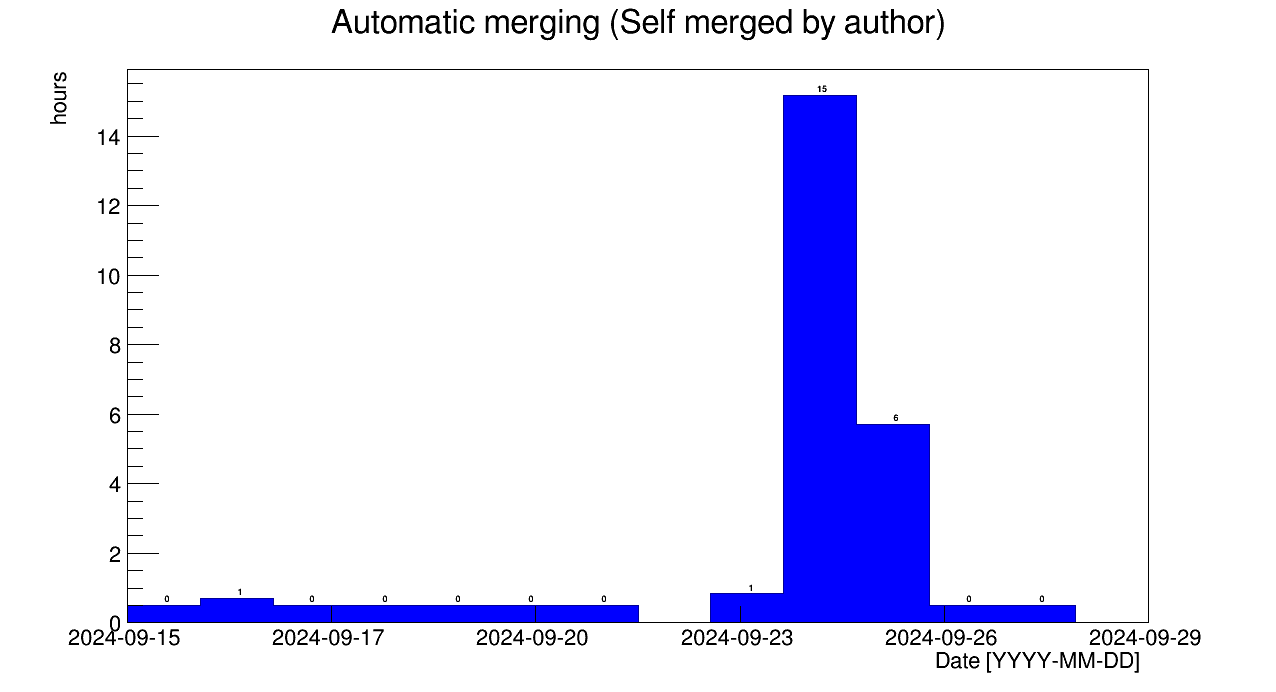 Automatic merging (Self merged by author)
hours
14
12
10
8
6
4
2
0
0 1 0 0 0 0 0 1 15 6 0 0
2024-09-15 2024-09-17 2024-09-20 2024-09-23 2024-09-26 2024-09-29
Date [YYYY-MM-DD]